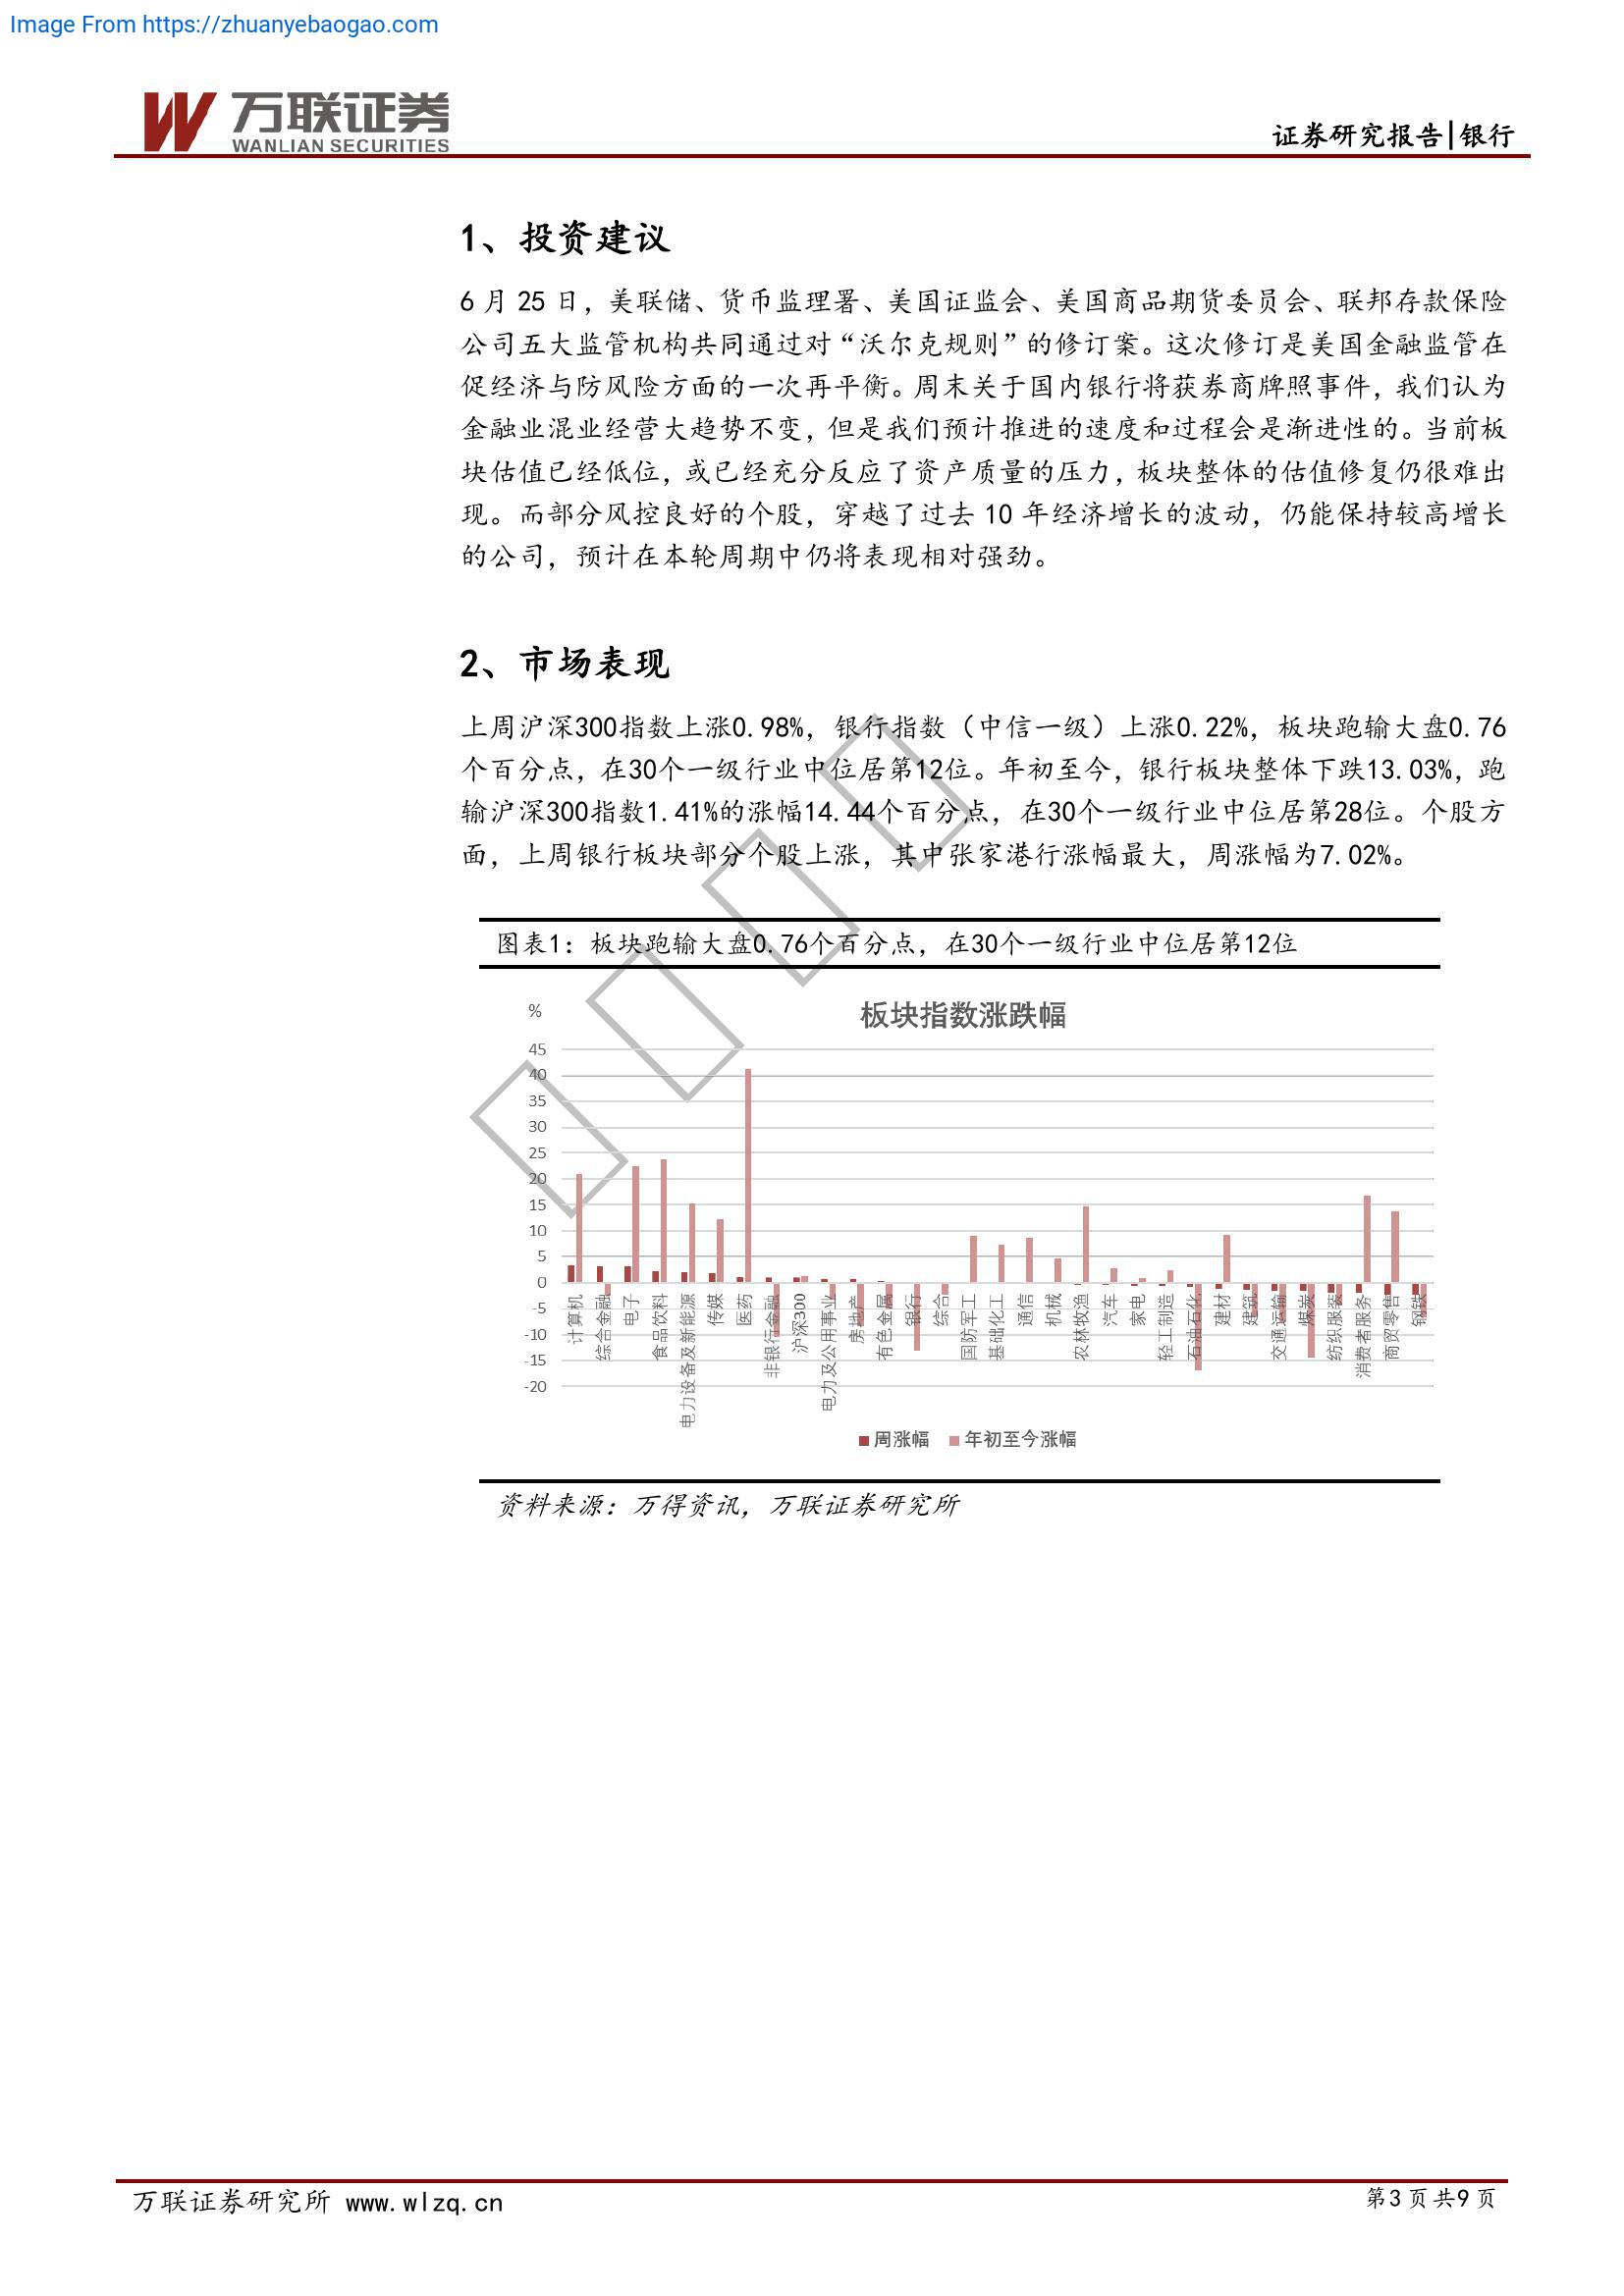 Image From https://zhuanyebaogao.com
万联证券
WANLIAN SECURITIES
证券研究报告|银行
1、投资建议
6 月 25 日，美联储、货币监理署、美国证监会、美国商品期货委员会、联邦存款保险
公司五大监管机构共同通过对“沃尔克规则”的修订案。这次修订是美国金融监管在
促经济与防风险方面的一次再平衡。周末关于国内银行将获券商牌照事件，我们认为
金融业混业经营大趋势不变，但是我们预计推进的速度和过程会是渐进性的。当前板
块估值已经低位，或已经充分反应了资产质量的压力，板块整体的估值修复仍很难出
现。而部分风控良好的个股，穿越了过去 10 年经济增长的波动，仍能保持较高增长
的公司，预计在本轮周期中仍将表现相对强劲。
2、市场表现
上周沪深300指数上涨0.98%，银行指数（中信一级）上涨0.22%，板块跑输大盘0.76
个百分点，在30个一级行业中位居第12位。年初至今，银行板块整体下跌13.03%，跑
输沪深300指数1.41%的涨幅14.44个百分点，在30个一级行业中位居第28位。个股方
面，上周银行板块部分个股上涨，其中张家港行涨幅最大，周涨幅为7.02%。
图表1：板块跑输大盘0.76个百分点，在30个一级行业中位居第12位
%
板块指数涨跌幅
45
40
35
30
25
20
15
10
5
0
-5
-10
-15
-20
计算机
综合金融
电子
食品饮料
电力设备及新能源
传媒
医药
非银行金融
沪深300
电力及公用事业
房地产
有色金属
银行
综合
国防军工
基础化工
通信
机械
农林牧渔
汽车
家电
轻工制造
石油石化
建材
建筑
交通运输
煤炭
纺织服装
消费者服务
商贸零售
钢铁
周涨幅 年初至今涨幅
资料来源：万得资讯，万联证券研究所
万联证券研究所 www.wlzq.cn
第3页共9页